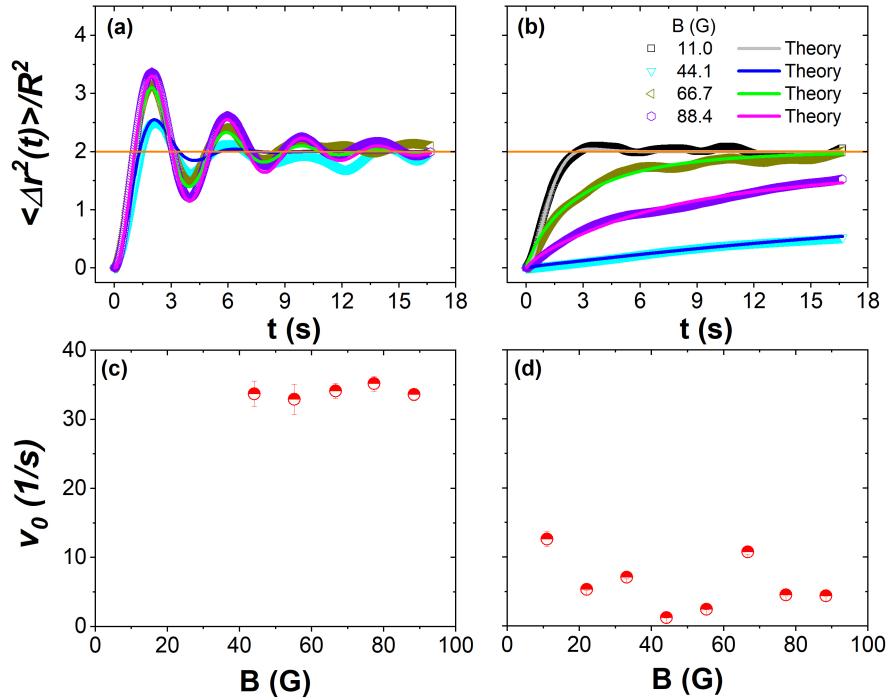 (a)
(b)
<Δr²(t)>/R²
4
3
2
1
0
0 3 6 9 12 15 18
t (s)
B (G)
11.0 Theory
44.1 Theory
66.7 Theory
88.4 Theory
0 3 6 9 12 15 18
t (s)
(c)
(d)
v₀ (1/s)
40
30
20
10
0
0 20 40 60 80 100
B (G)
0 20 40 60 80 100
B (G)